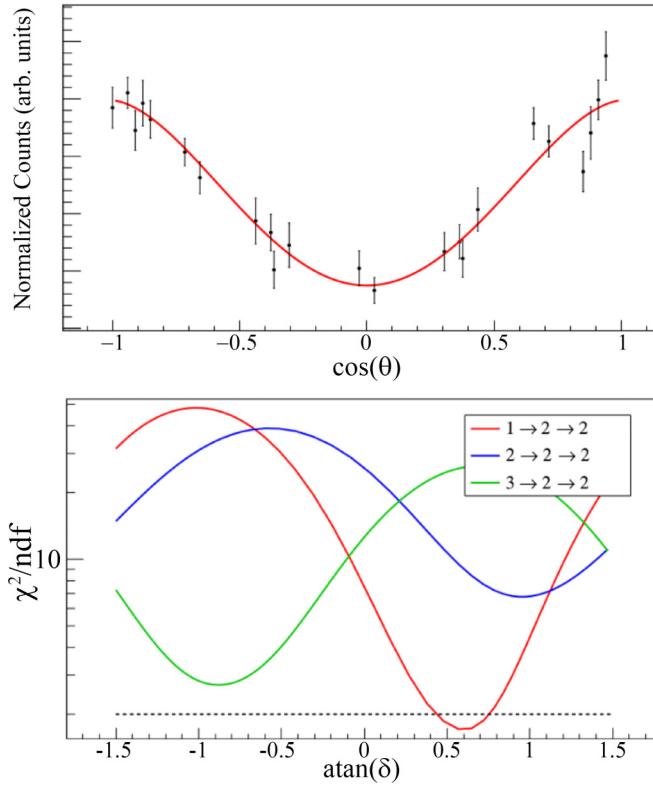 Normalized Counts (arb. units)
−1 −0.5 0 0.5 1
cos(θ)
χ²/ndf
10
1→2→2
2→2→2
3→2→2
-1.5 -1 -0.5 0 0.5 1 1.5
atan(δ)